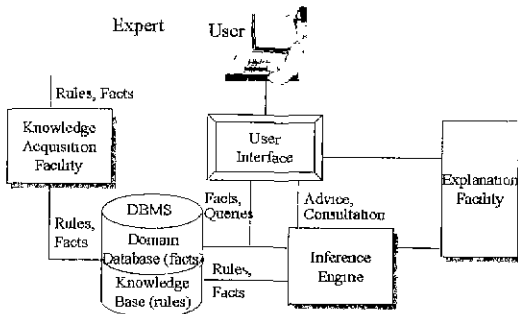 Expert
User
Rules, Facts
Knowledge
Acquisition
Facility
User
Interface
Explanation
Facility
Rules,
Facts
DBMS
Domain
Database (facts)
Knowledge
Base (rules)
Facts,
Queries
Advice,
Consultation
Rules,
Facts
Inference
Engine